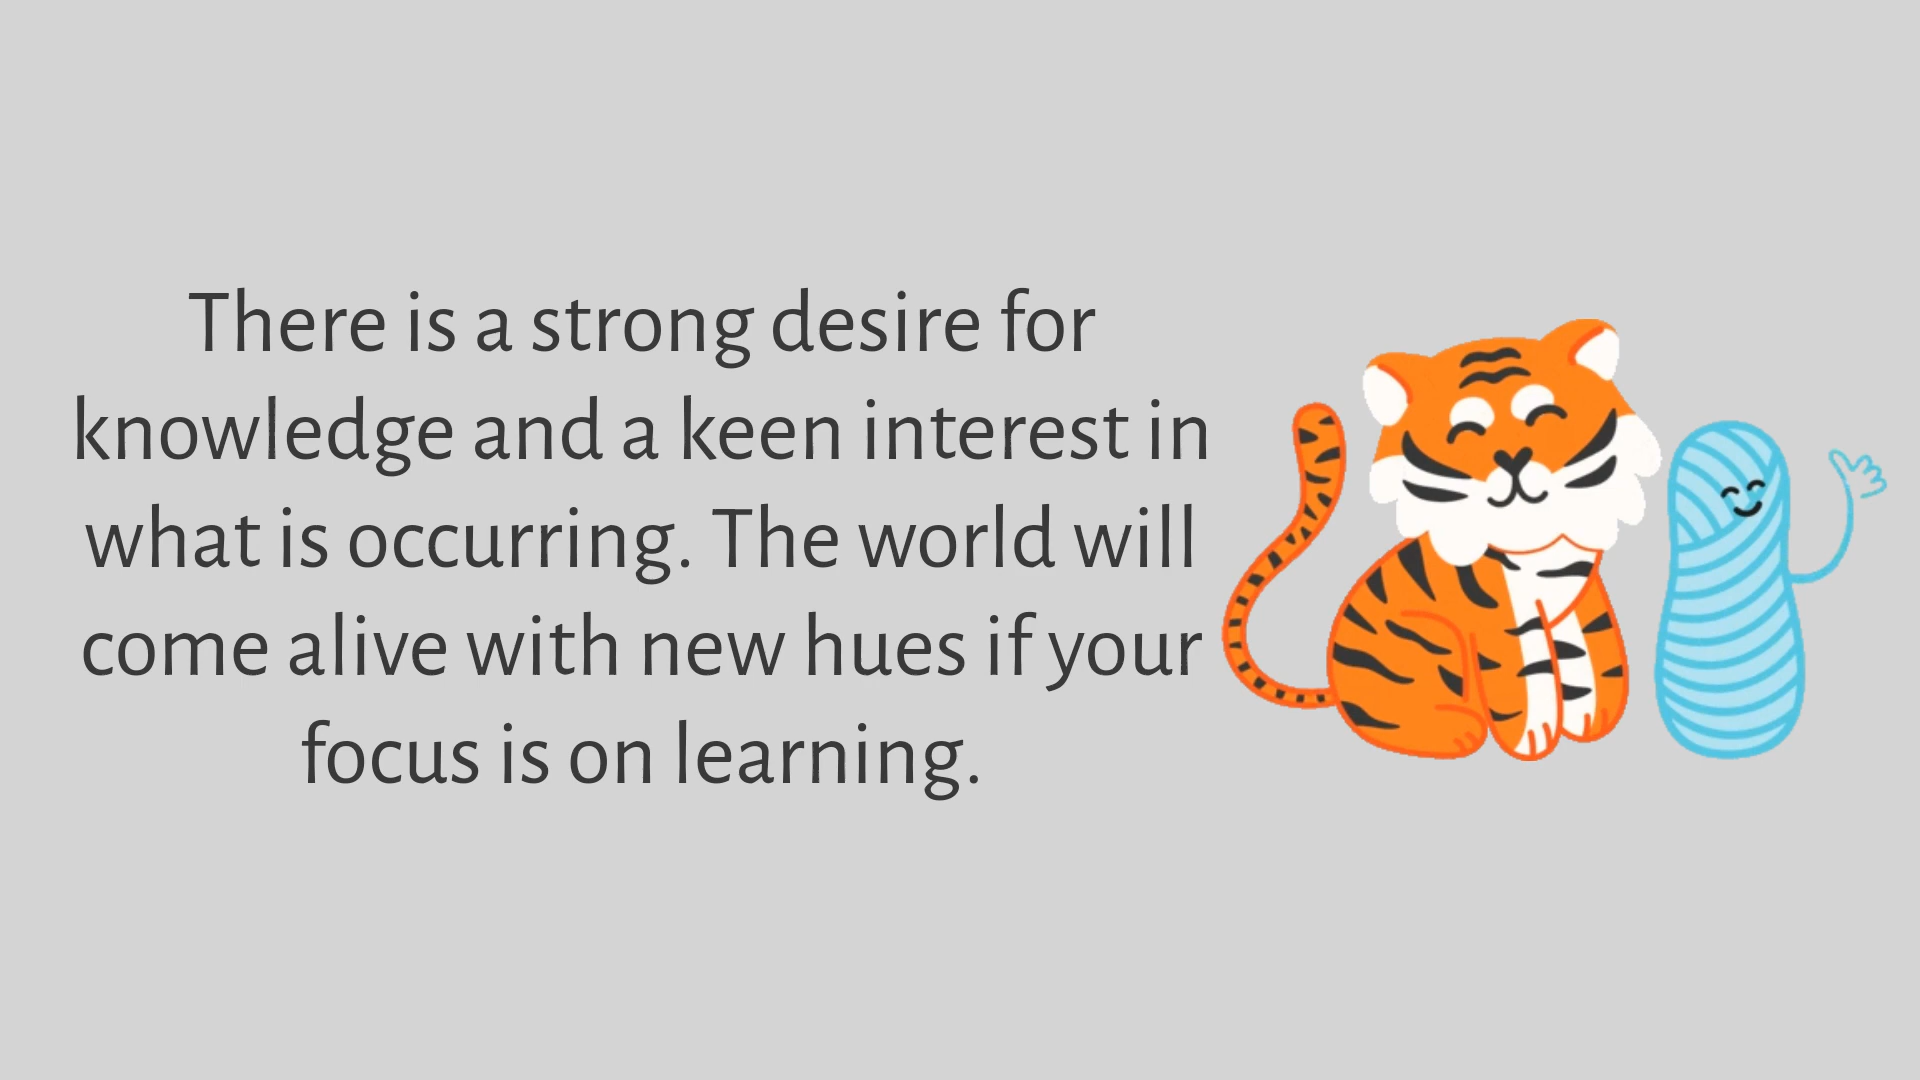 There is a strong desire for
knowledge and a keen interest in
what is occurring. The world will
come alive with new hues if your
focus is on learning.